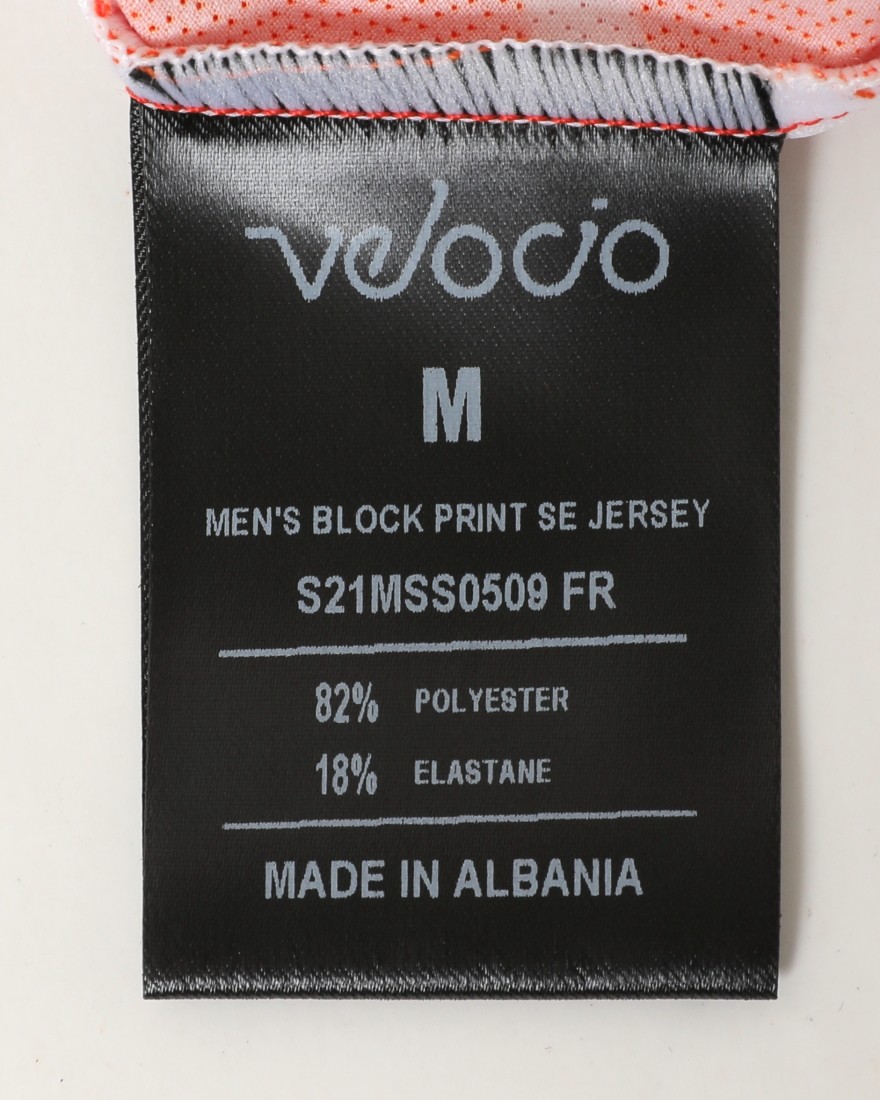 velocio
M
MEN'S BLOCK PRINT SE JERSEY
S21MSS0509 FR
82% POLYESTER
18% ELASTANE
MADE IN ALBANIA